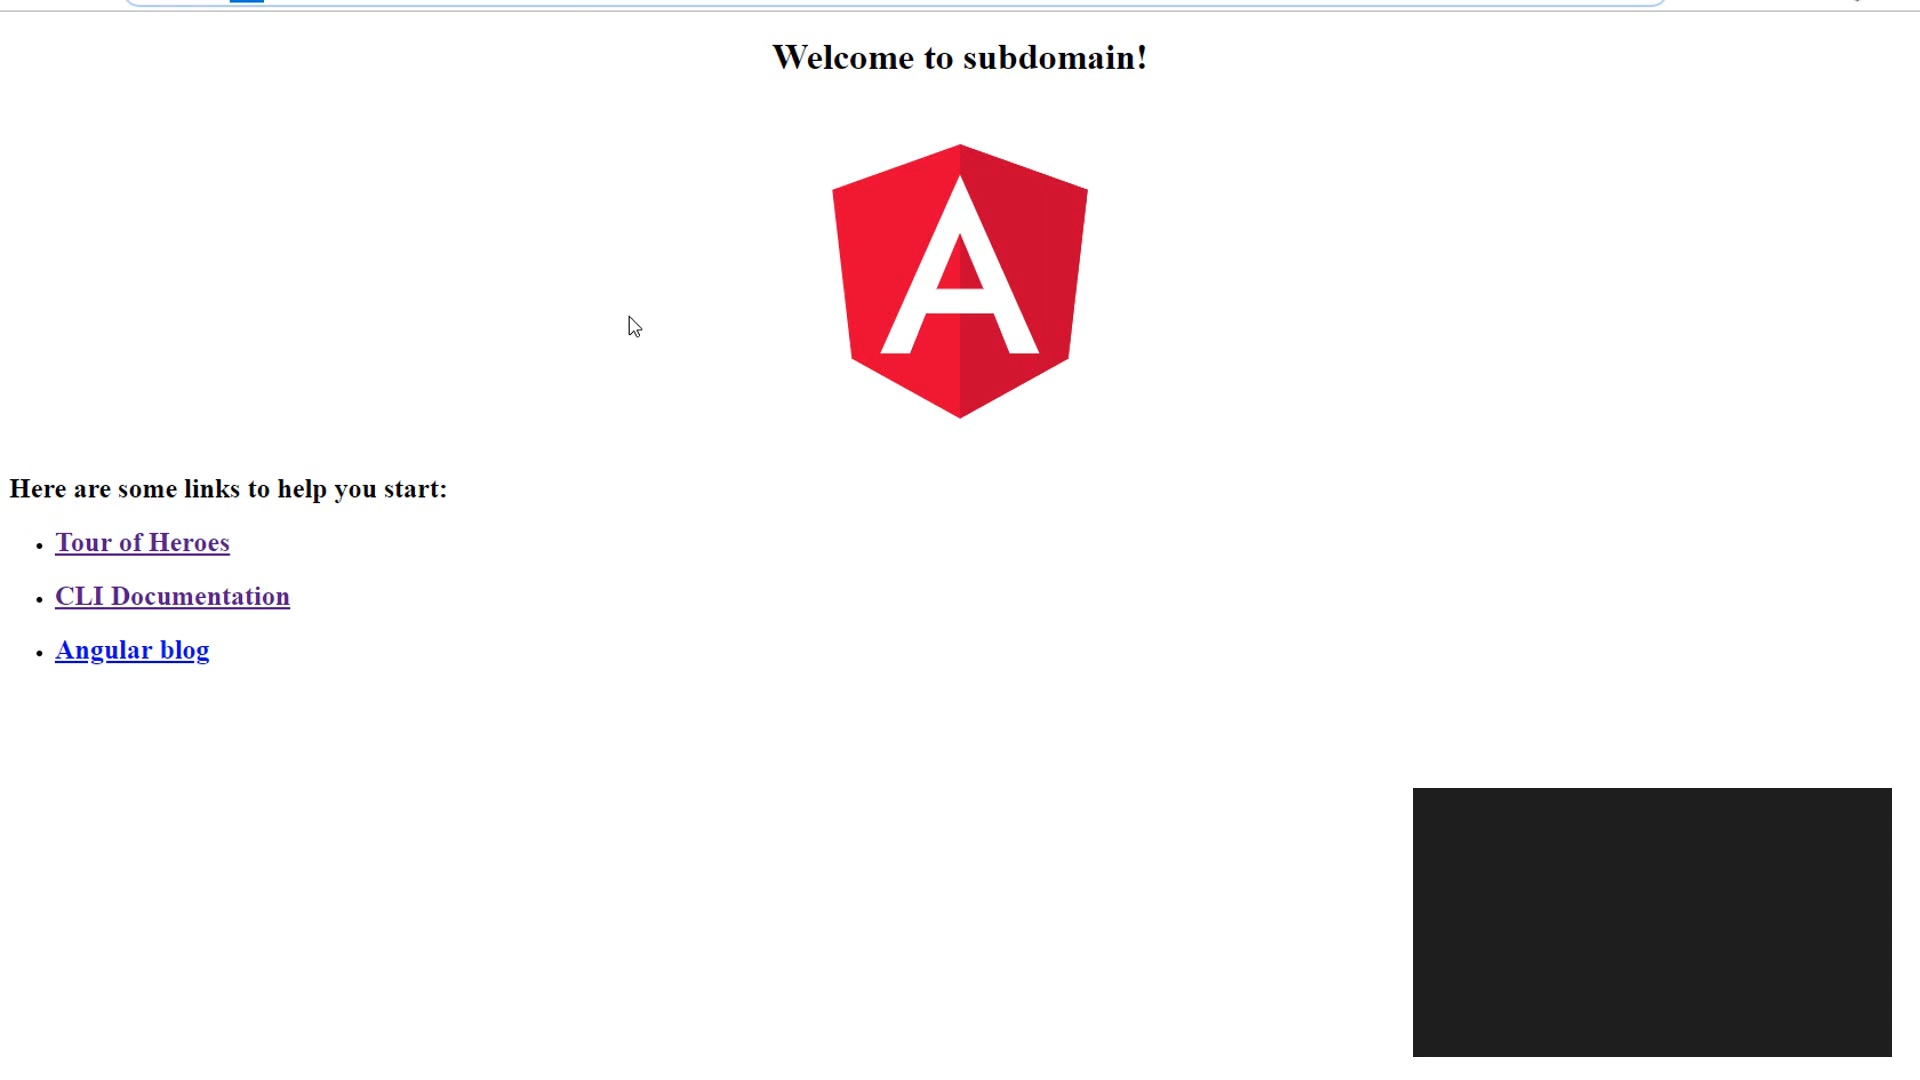 Welcome to subdomain!
Here are some links to help you start:
Tour of Heroes
CLI Documentation
Angular blog